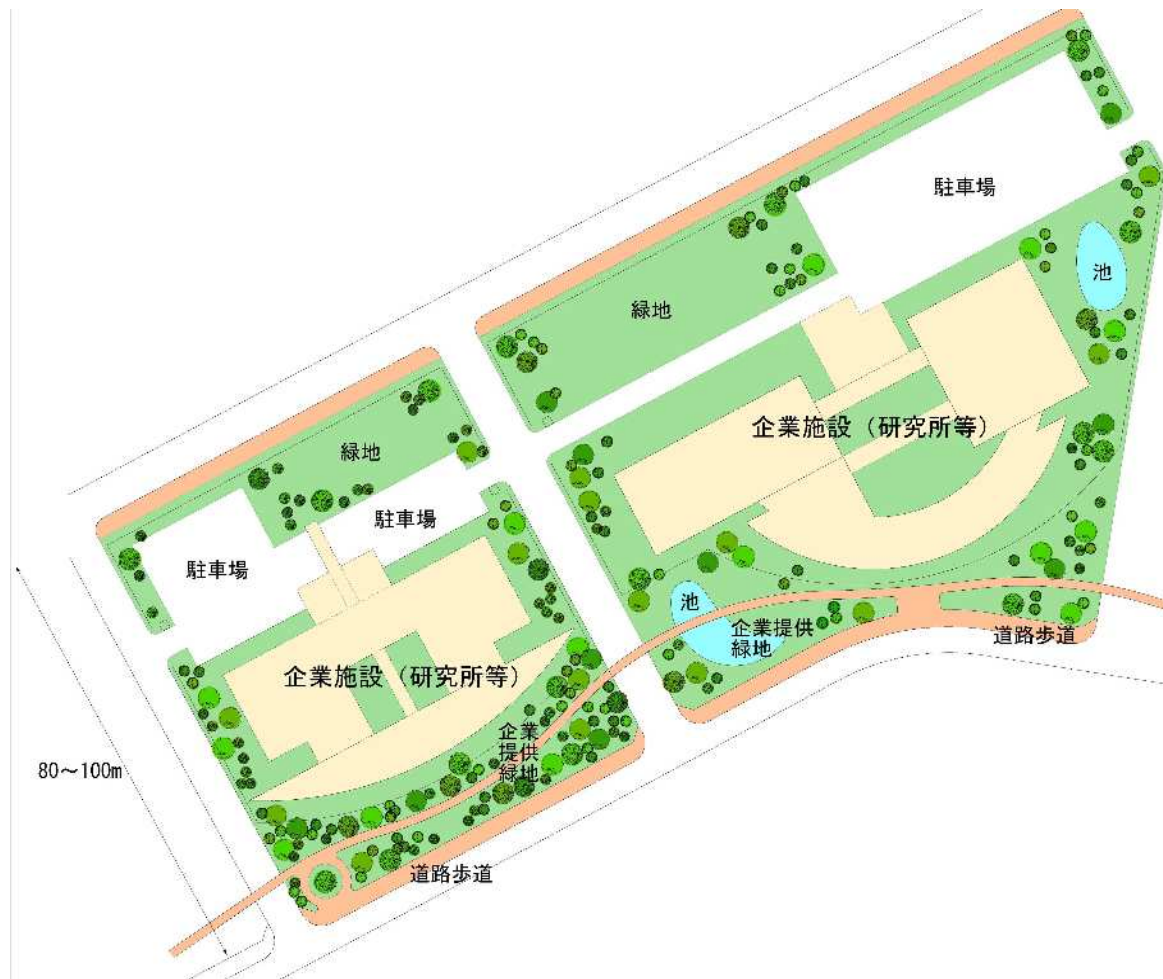 駐車場
池
緑地
企業施設（研究所等）
緑地
駐車場
駐車場
池
企業提供
緑地
道路歩道
企業施設（研究所等）
企業
提供
緑地
80～100m
道路歩道